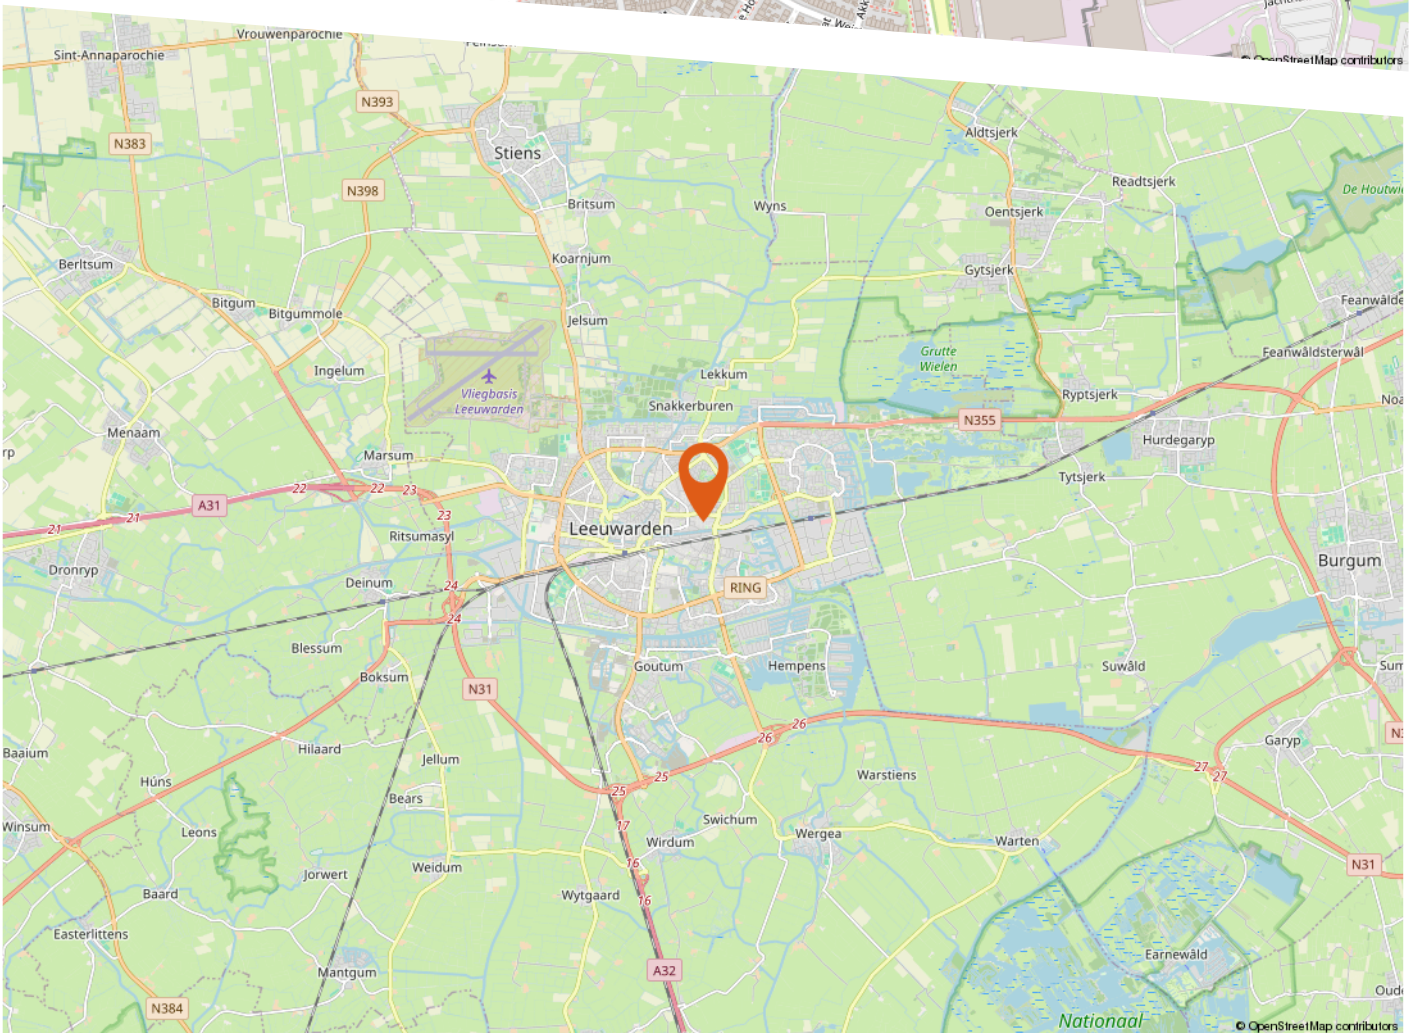 © OpenStreetMap contributors
Vrouwenparochie
Sint-Annaparochie
N393
N383
Aldtsjerk
Stiens
Readtsjerk
N398
De Houtwi
Britsum
Wyns
Oentsjerk
Koarnjum
Berltsum
Gytsjerk
Bitgum
Feanwâlde
Bitgummole
Jelsum
Grutte
Wielen
Feanwâldsterwâl
Ingelum
Lekkum
Vliegbasis
Leeuwarden
Ryptsjerk
Noa
Snakkerburen
N355
Menaam
Hurdegaryp
rp
Marsum
Tytsjerk
22
22
23
A31
21
21
23
Leeuwarden
Ritsumasyl
Burgum
Dronryp
Deinum
24
RING
24
Blessum
Goutum
Hempens
Suwâld
Sum
Boksum
N31
26
26
Baaium
Hilaard
Garyp
Jellum
Húns
25
Warstiens
27
27
25
Bears
Winsum
Leons
17
Swichum
Wergea
Wirdum
Warten
16
N31
Weidum
Jorwert
Baard
Wytgaard
16
Easterlittens
Earnewâld
Mantgum
A32
Oud
N384
Nationaal
© OpenStreetMap contributors